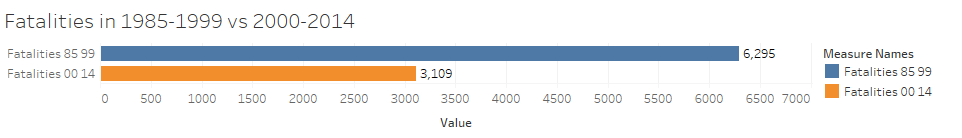 Fatalities in 1985-1999 vs 2000-2014
Fatalities 85 99
6,295
Fatalities 00 14
3,109
0 500 1000 1500 2000 2500 3000 3500 4000 4500 5000 5500 6000 6500 7000
Value
Measure Names
Fatalities 85 99
Fatalities 00 14